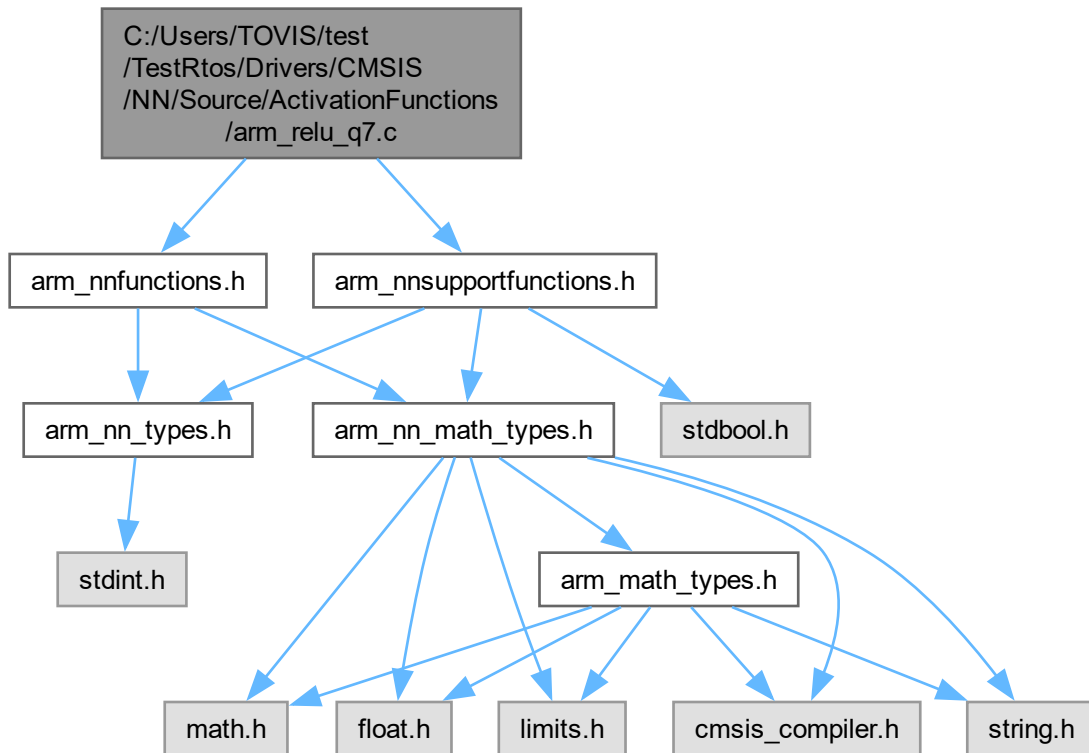 C:/Users/TOVIS/test
/TestRtos/Drivers/CMSIS
/NN/Source/ActivationFunctions
/arm_relu_q7.c
arm_nnfunctions.h
arm_nnsupportfunctions.h
arm_nn_types.h
arm_nn_math_types.h
stdbool.h
stdint.h
arm_math_types.h
math.h
float.h
limits.h
cmsis_compiler.h
string.h